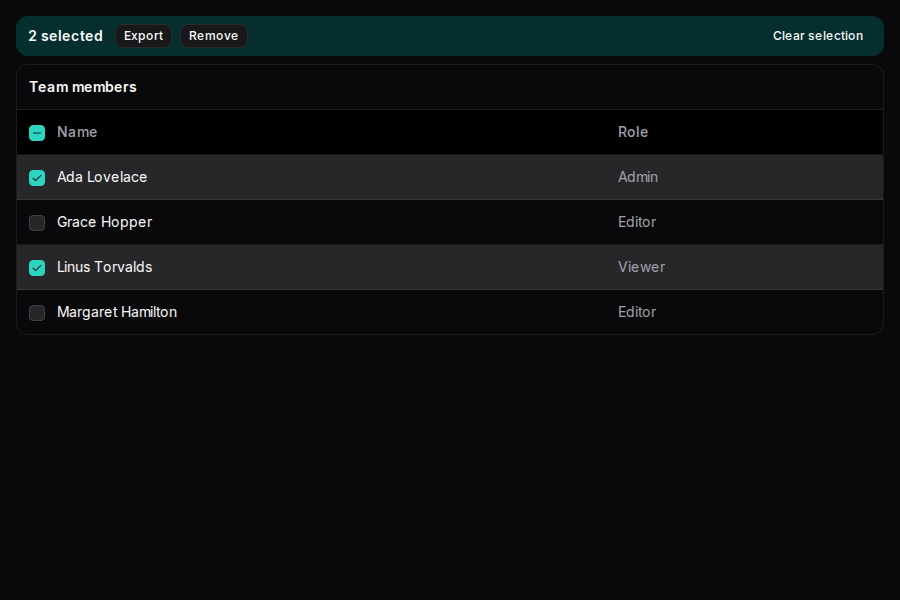 2 selected Export Remove Clear selection
Team members
Name Role
Ada Lovelace Admin
Grace Hopper Editor
Linus Torvalds Viewer
Margaret Hamilton Editor